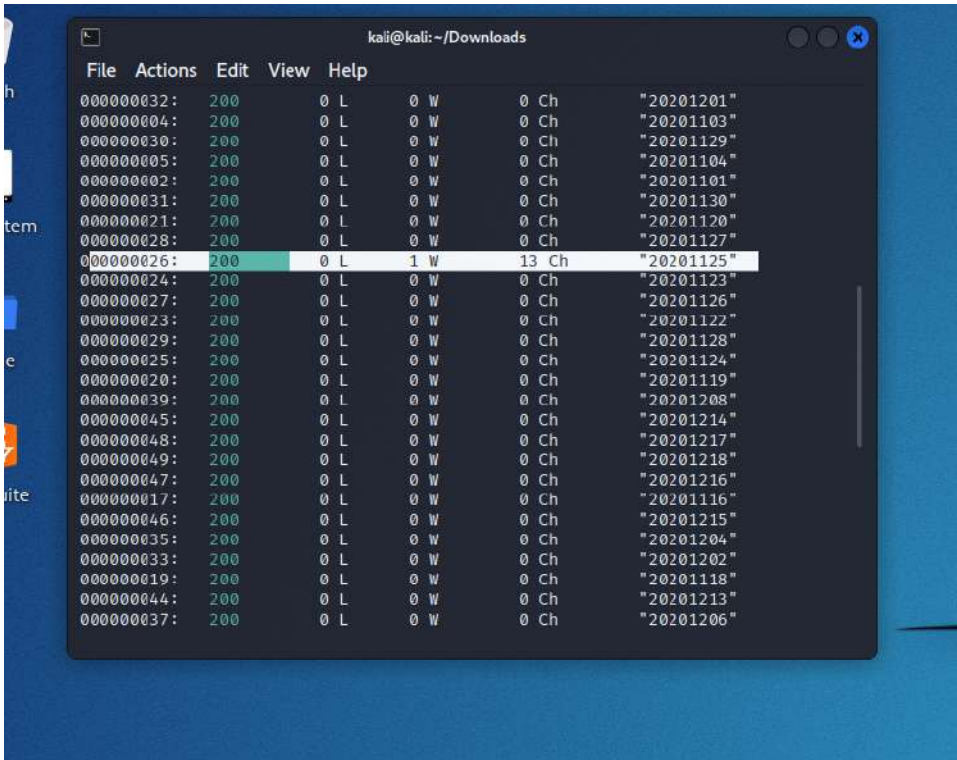 kali@kali:~/Downloads
File Actions Edit View Help
h
000000032: 200 0 L 0 W 0 Ch "20201201"
000000004: 200 0 L 0 W 0 Ch "20201103"
000000030: 200 0 L 0 W 0 Ch "20201129"
000000005: 200 0 L 0 W 0 Ch "20201104"
000000002: 200 0 L 0 W 0 Ch "20201101"
000000031: 200 0 L 0 W 0 Ch "20201130"
000000021: 200 0 L 0 W 0 Ch "20201120"
tem
000000028: 200 0 L 0 W 0 Ch "20201127"
000000026: 200 0 L 1 W 13 Ch "20201125"
000000024: 200 0 L 0 W 0 Ch "20201123"
000000027: 200 0 L 0 W 0 Ch "20201126"
000000023: 200 0 L 0 W 0 Ch "20201122"
000000029: 200 0 L 0 W 0 Ch "20201128"
000000025: 200 0 L 0 W 0 Ch "20201124"
e
000000020: 200 0 L 0 W 0 Ch "20201119"
000000039: 200 0 L 0 W 0 Ch "20201208"
000000045: 200 0 L 0 W 0 Ch "20201214"
000000048: 200 0 L 0 W 0 Ch "20201217"
000000049: 200 0 L 0 W 0 Ch "20201218"
000000047: 200 0 L 0 W 0 Ch "20201216"
000000017: 200 0 L 0 W 0 Ch "20201116"
uite
000000046: 200 0 L 0 W 0 Ch "20201215"
000000035: 200 0 L 0 W 0 Ch "20201204"
000000033: 200 0 L 0 W 0 Ch "20201202"
000000019: 200 0 L 0 W 0 Ch "20201118"
000000044: 200 0 L 0 W 0 Ch "20201213"
000000037: 200 0 L 0 W 0 Ch "20201206"